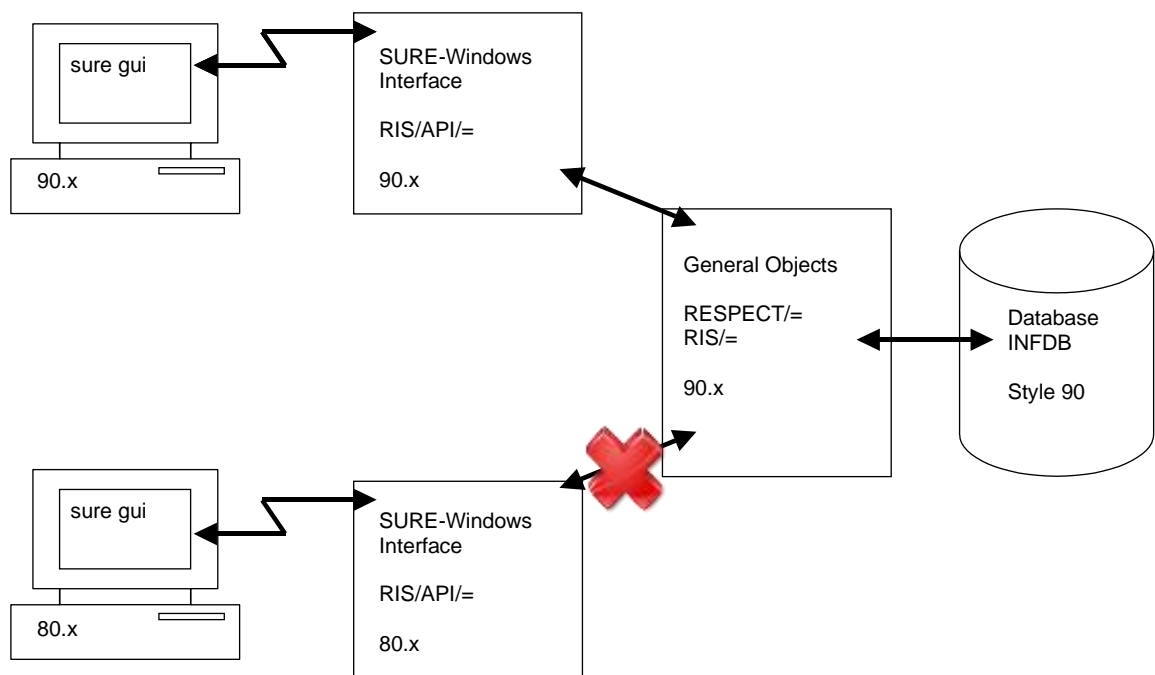 sure gui
90.x
SURE-Windows
Interface
RIS/API/=
90.x
General Objects
RESPECT/=
RIS/=
90.x
Database
INFDB
Style 90
sure gui
80.x
SURE-Windows
Interface
RIS/API/=
80.x